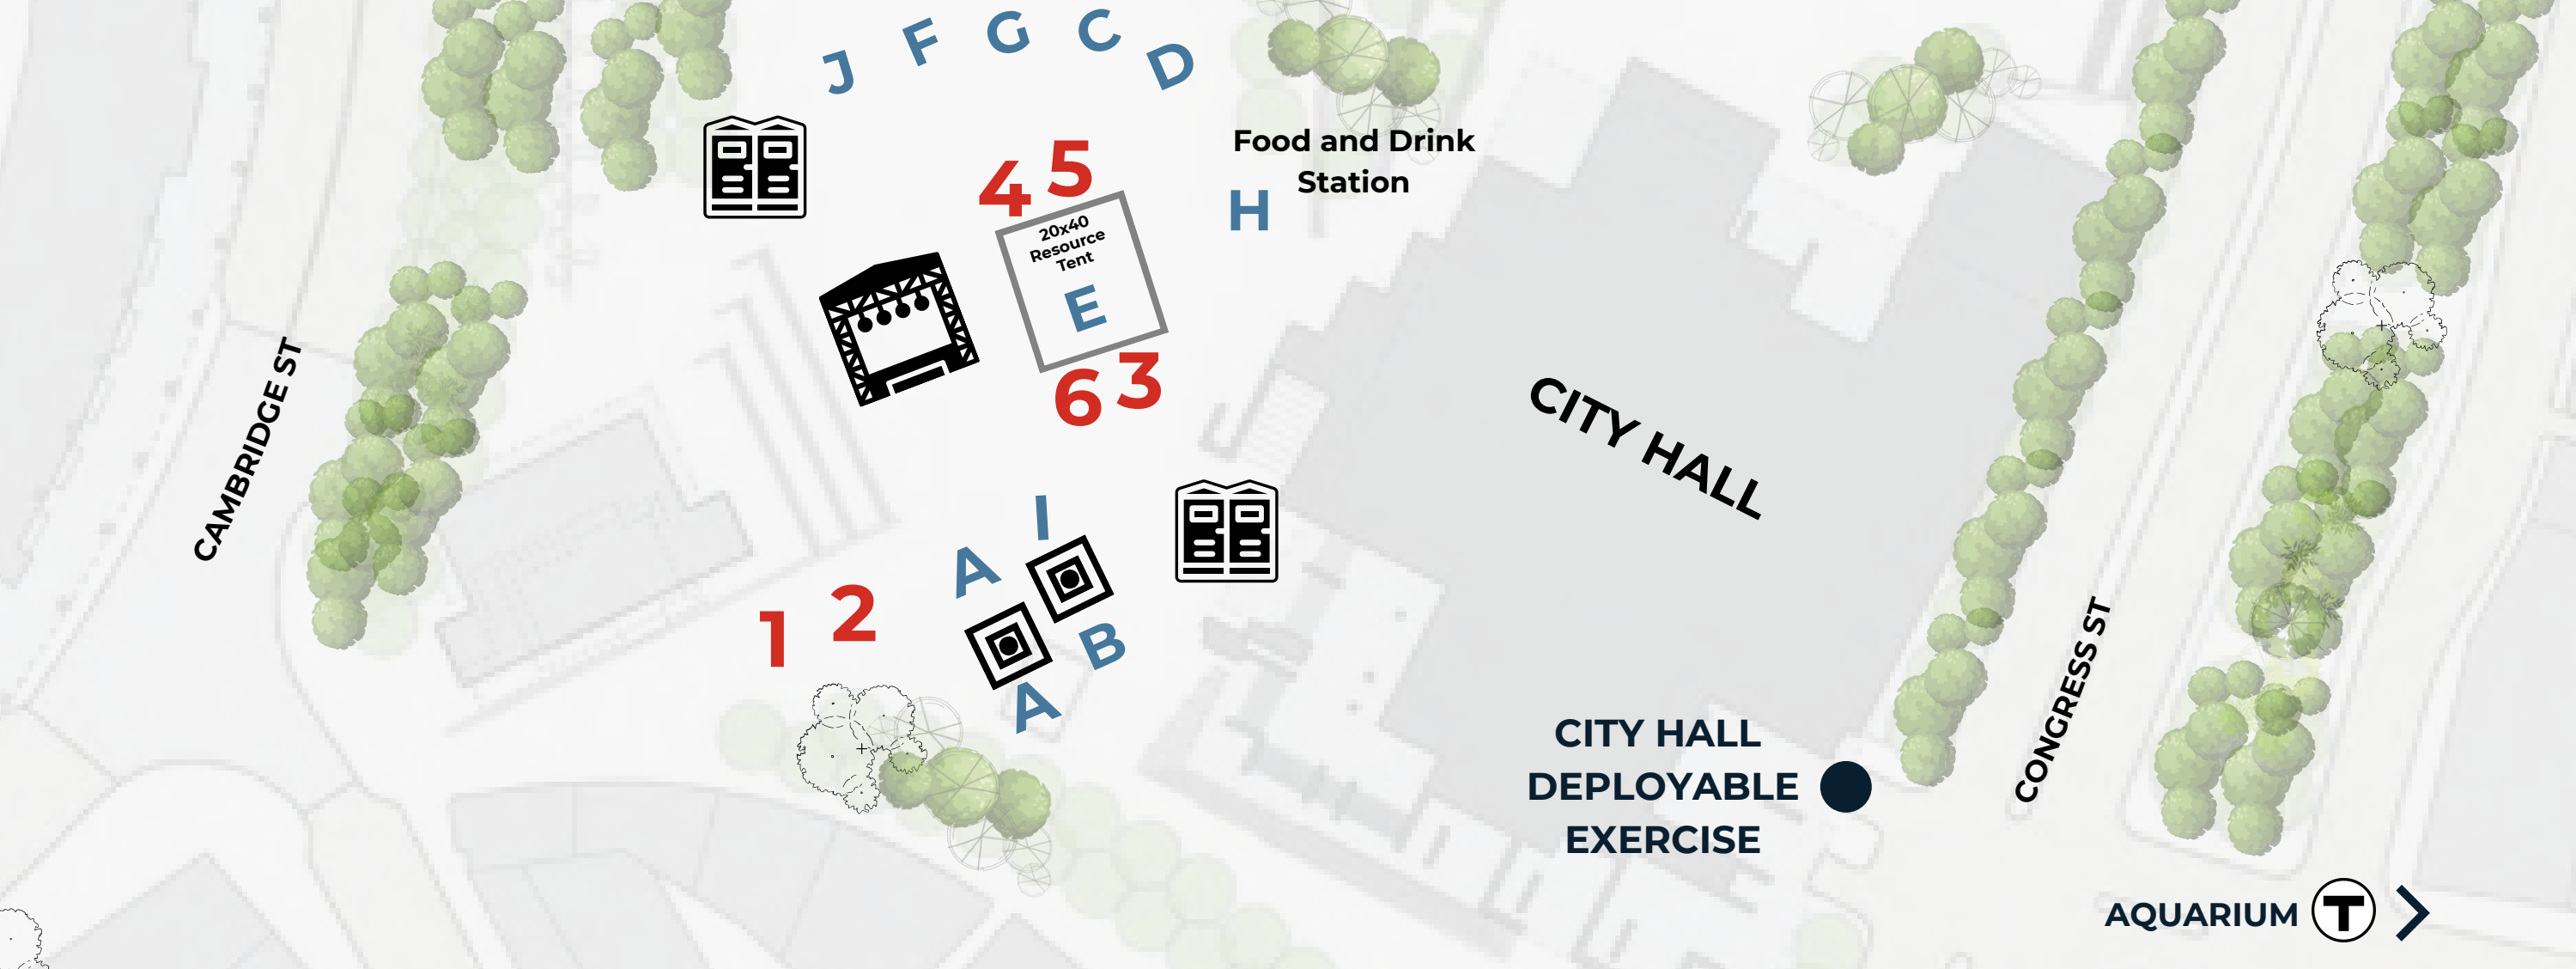 J F G C D
Food and Drink
Station
H
4 5
20x40
Resource
Tent
E
6 3
CAMBRIDGE ST
CITY HALL
I
A
1 2
B
A
CITY HALL
DEPLOYABLE
EXERCISE
CONGRESS ST
AQUARIUM T